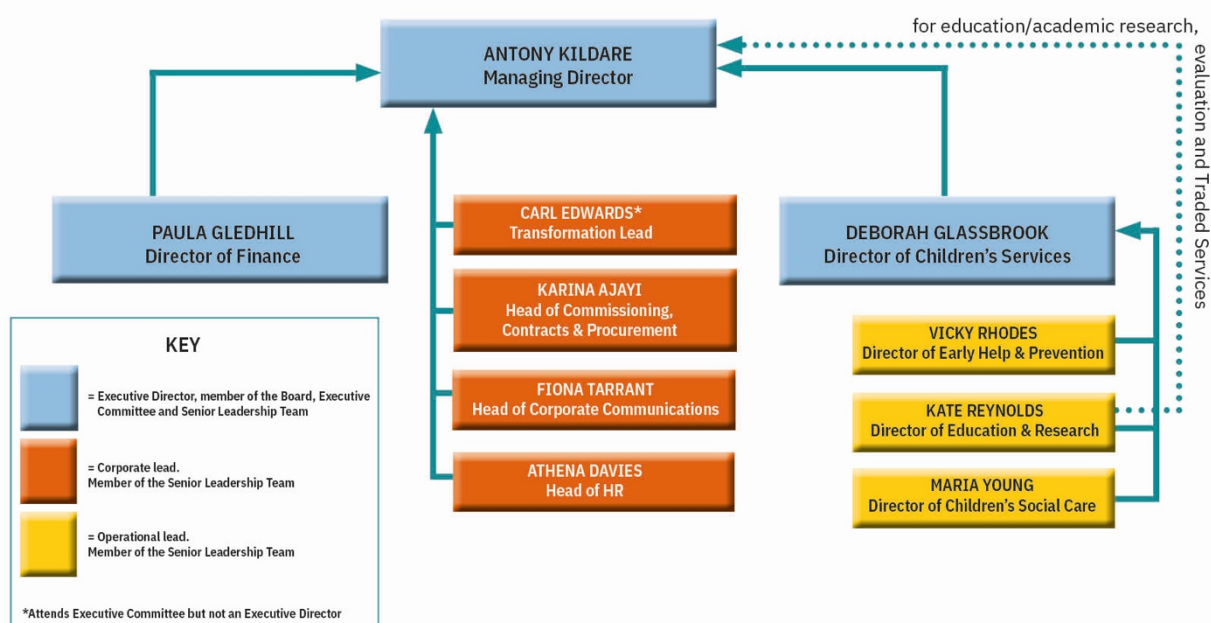 for education/academic research,
evaluation and Traded Services
ANTONY KILDARE
Managing Director
PAULA GLEDHILL
Director of Finance
CARL EDWARDS*
Transformation Lead
KARINA AJAYI
Head of Commissioning,
Contracts & Procurement
FIONA TARRANT
Head of Corporate Communications
ATHENA DAVIES
Head of HR
DEBORAH GLASSBROOK
Director of Children’s Services
VICKY RHODES
Director of Early Help & Prevention
KATE REYNOLDS
Director of Education & Research
MARIA YOUNG
Director of Children’s Social Care
KEY
= Executive Director, member of the Board, Executive
Committee and Senior Leadership Team
= Corporate lead.
Member of the Senior Leadership Team
= Operational lead.
Member of the Senior Leadership Team
*Attends Executive Committee but not an Executive Director